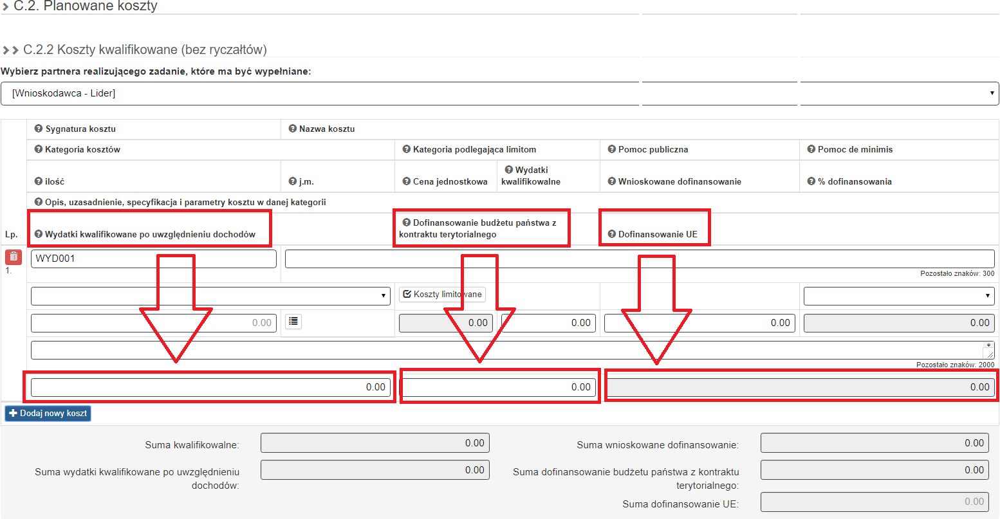 C.2. Planowane koszty
C.2.2 Koszty kwalifikowane (bez ryczałtów)
Wybierz partnera realizującego zadanie, które ma być wypełniane:
[Wnioskodawca - Lider]
Sygnatura kosztu Nazwa kosztu
Kategoria kosztów Kategoria podlegająca limitom Pomoc publiczna Pomoc de minimis
ilość j.m. Cena jednostkowa Wydatki kwalifikowalne Wnioskowane dofinansowanie % dofinansowania
Opis, uzasadnienie, specyfikacja i parametry kosztu w danej kategorii
Lp. Wydatki kwalifikowane po uwzględnieniu dochodów Dofinansowanie budżetu państwa z kontraktu terytorialnego Dofinansowanie UE
WYD001
1. Pozostało znaków: 300
Koszty limitowane
0.00 0.00 0.00 0.00 0.00
Pozostało znaków: 2000
0.00 0.00 0.00
Dodaj nowy koszt
Suma kwalifikowalne: 0.00 Suma wnioskowane dofinansowanie: 0.00
Suma wydatki kwalifikowane po uwzględnieniu dochodów: 0.00 Suma dofinansowanie budżetu państwa z kontraktu terytorialnego: 0.00
Suma dofinansowanie UE: 0.00